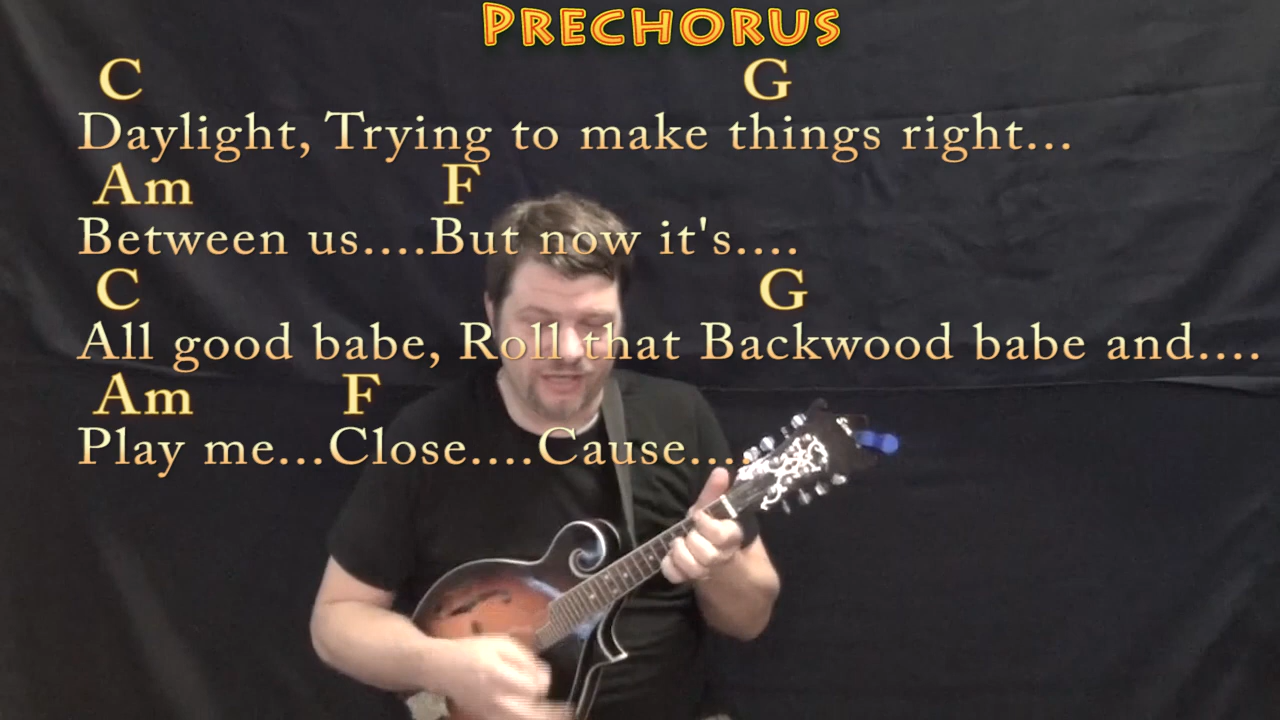 PRECHORUS
C G
Daylight, Trying to make things right...
Am F
Between us....But now it's....
C G
All good babe, Roll that Backwood babe and....
Am F
Play me...Close....Cause....